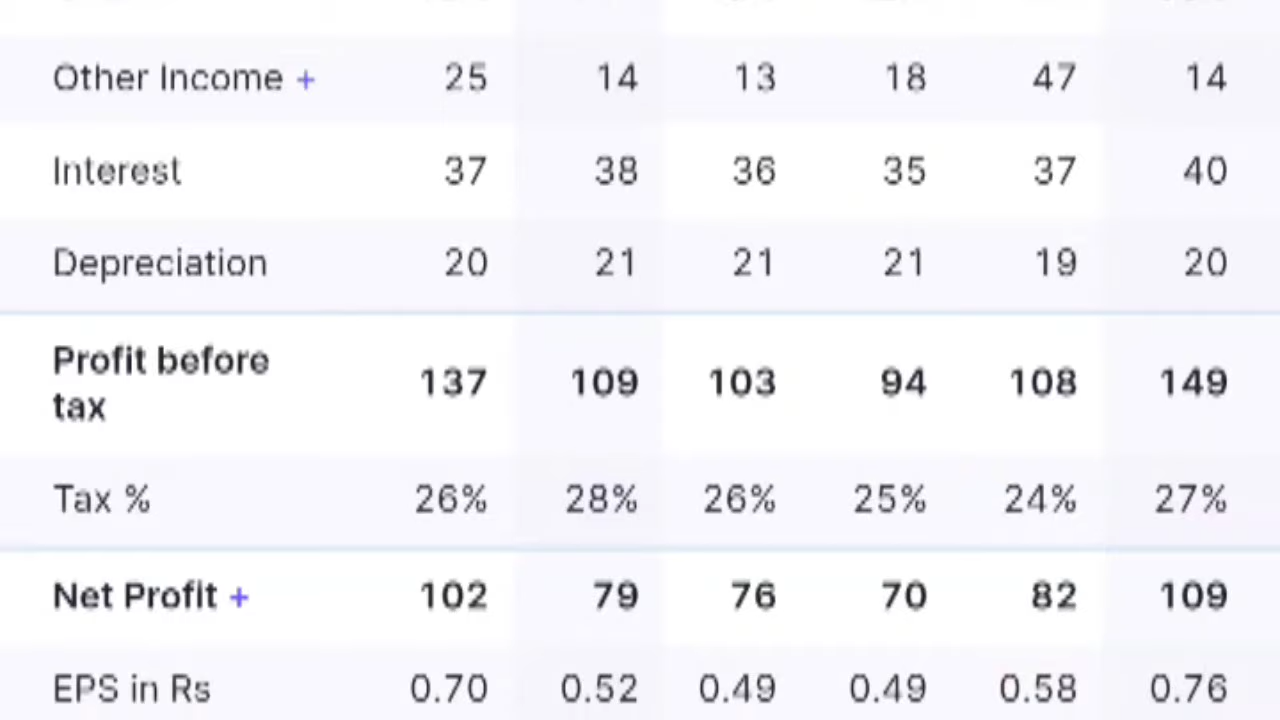 Other Income + 25 14 13 18 47 14
Interest 37 38 36 35 37 40
Depreciation 20 21 21 21 19 20
Profit before
tax 137 109 103 94 108 149
Tax % 26% 28% 26% 25% 24% 27%
Net Profit + 102 79 76 70 82 109
EPS in Rs 0.70 0.52 0.49 0.49 0.58 0.76